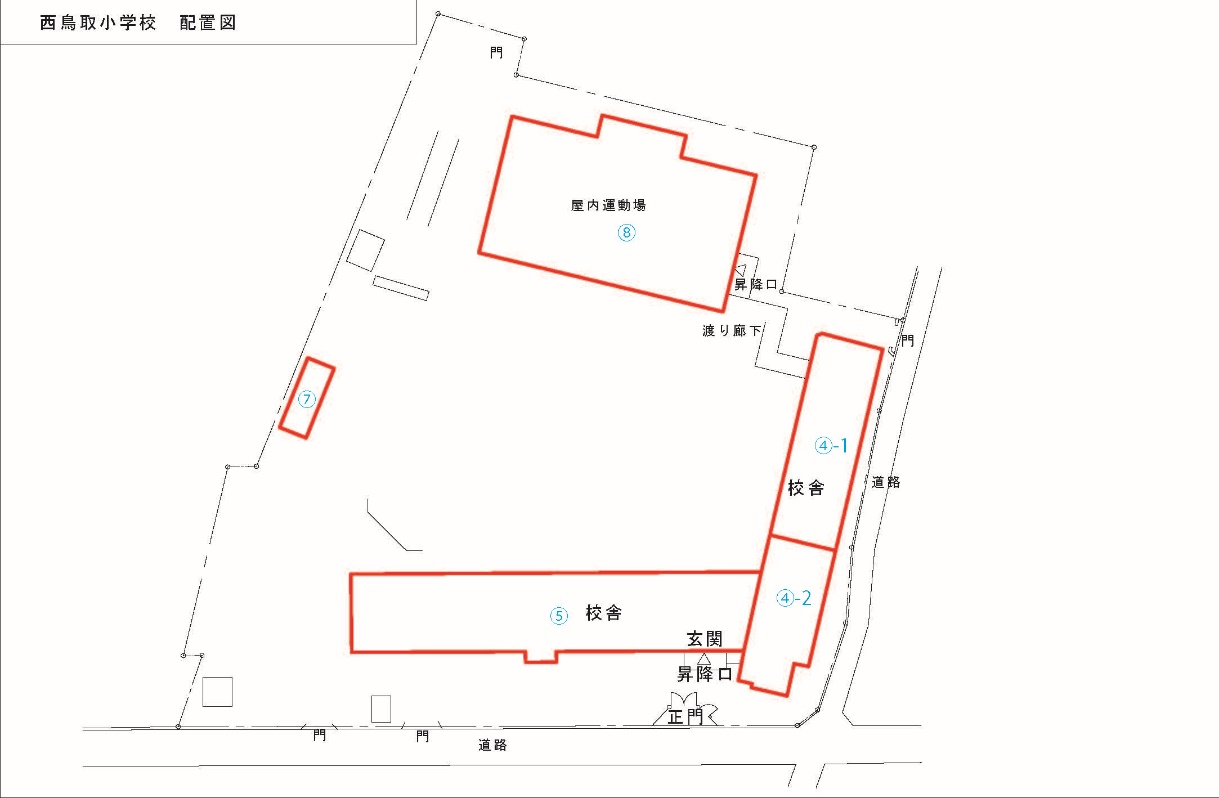 西鳥取小学校　配置図
門
屋内運動場
⑧
昇降口
渡り廊下
門
⑦
④-1
校舎
道路
④-2
⑤
校舎
玄関
昇降口
正門
門
門
道路